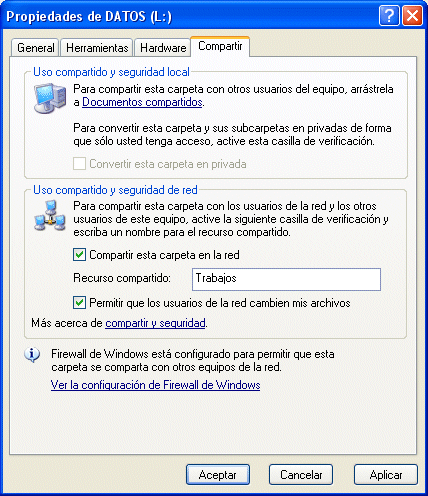 Propiedades de DATOS (L:)
General
Herramientas
Hardware
Compartir
Uso compartido y seguridad local
Para compartir esta carpeta con otros usuarios del equipo, arrástrela
a Documentos compartidos.
Para convertir esta carpeta y sus subcarpetas en privadas de forma
que sólo usted tenga acceso, active esta casilla de verificación.
Convertir esta carpeta en privada
Uso compartido y seguridad de red
Para compartir esta carpeta con los usuarios de la red y los otros
usuarios de este equipo, active la siguiente casilla de verificación y
escriba un nombre para el recurso compartido.
Compartir esta carpeta en la red
Recurso compartido:
Trabajos
Permitir que los usuarios de la red cambien mis archivos
Más acerca de compartir y seguridad.
Firewall de Windows está configurado para permitir que esta
carpeta se comparta con otros equipos de la red.
Ver la configuración de Firewall de Windows
Aceptar
Cancelar
Aplicar